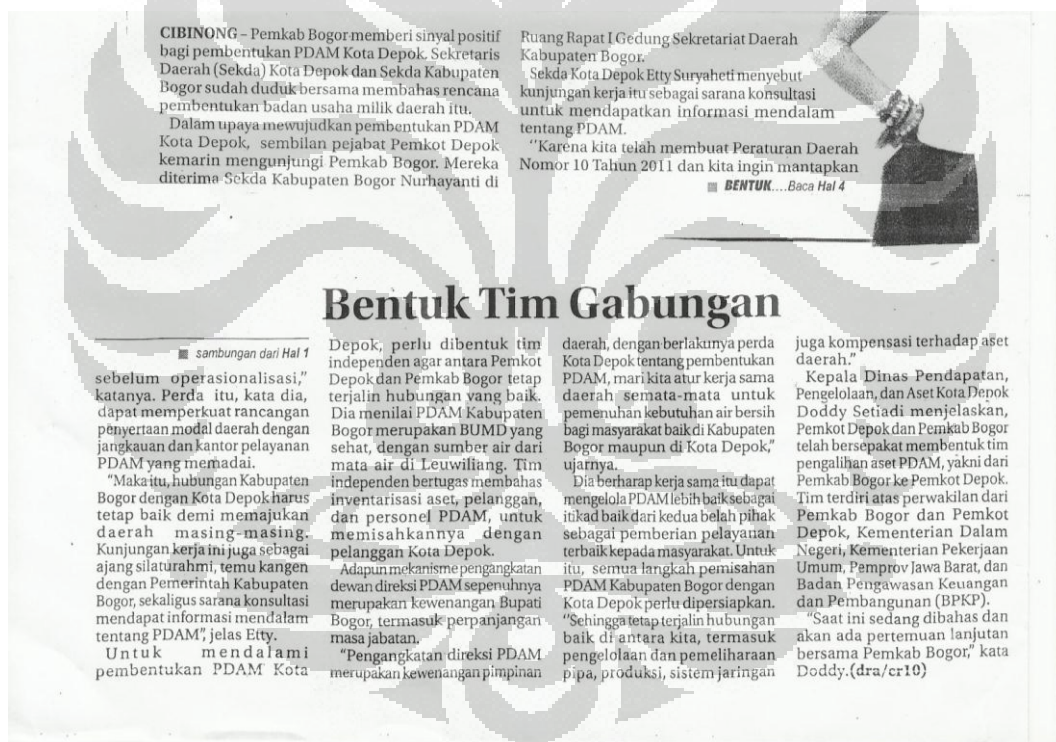 CIBINONG – Pemkab Bogor memberi sinyal positif
bagi pembentukan PDAM Kota Depok. Sekretaris
Daerah (Sekda) Kota Depok dan Sekda Kabupaten
Bogor sudah duduk bersama membahas rencana
pembentukan badan usaha milik daerah itu.
Dalam upaya mewujudkan pembentukan PDAM
Kota Depok, sembilan pejabat Pemkot Depok
kemarin mengunjungi Pemkab Bogor. Mereka
diterima Sekda Kabupaten Bogor Nurhayanti di
Ruang Rapat I Gedung Sekretariat Daerah
Kabupaten Bogor.
Sekda Kota Depok Etty Suryaheti menyebut
kunjungan kerja itu sebagai sarana konsultasi
untuk mendapatkan informasi mendalam
tentang PDAM.
"Karena kita telah membuat Peraturan Daerah
Nomor 10 Tahun 2011 dan kita ingin mantapkan
■ BENTUK....Baca Hal 4
Bentuk Tim Gabungan
■ sambungan dari Hal 1
sebelum operasionalisasi,"
katanya. Perda itu, kata dia,
dapat memperkuat rancangan
penyertaan modal daerah dengan
jangkauan dan kantor pelayanan
PDAM yang memadai.
"Maka itu, hubungan Kabupaten
Bogor dengan Kota Depok harus
tetap baik demi memajukan
daerah masing-masing.
Kunjungan kerja ini juga sebagai
ajang silaturahmi, temu kangen
dengan Pemerintah Kabupaten
Bogor, sekaligus sarana konsultasi
mendapat informasi mendalam
tentang PDAM", jelas Etty.
Untuk mendalami
pembentukan PDAM Kota
Depok, perlu dibentuk tim
independen agar antara Pemkot
Depok dan Pemkab Bogor tetap
terjalin hubungan yang baik.
Dia menilai PDAM Kabupaten
Bogor merupakan BUMD yang
sehat, dengan sumber air dari
mata air di Leuwiliang. Tim
independen bertugas membahas
inventarisasi aset, pelanggan,
dan personel PDAM, untuk
memisahkannya dengan
pelanggan Kota Depok.
Adapun mekanisme pengangkatan
dewan direksi PDAM sepenuhnya
merupakan kewenangan Bupati
Bogor, termasuk perpanjangan
masa jabatan.
"Pengangkatan direksi PDAM
merupakan kewenangan pimpinan
daerah, dengan berlakunya perda
Kota Depok tentang pembentukan
PDAM, mari kita atur kerja sama
daerah semata-mata untuk
pemenuhan kebutuhan air bersih
bagi masyarakat baik di Kabupaten
Bogor maupun di Kota Depok,"
ujarnya.
Dia berharap kerja sama itu dapat
mengelola PDAM lebih baik sebagai
itikad baik dari kedua belah pihak
sebagai pemberian pelayanan
terbaik kepada masyarakat. Untuk
itu, semua langkah pemisahan
PDAM Kabupaten Bogor dengan
Kota Depok perlu dipersiapkan.
"Sehingga tetap terjalin hubungan
baik di antara kita, termasuk
pengelolaan dan pemeliharaan
pipa, produksi, sistem jaringan
juga kompensasi terhadap aset
daerah."
Kepala Dinas Pendapatan,
Pengelolaan, dan Aset Kota Depok
Doddy Setiadi menjelaskan,
Pemkot Depok dan Pemkab Bogor
telah bersepakat membentuk tim
pengalihan aset PDAM, yakni dari
Pemkab Bogor ke Pemkot Depok.
Tim terdiri atas perwakilan dari
Pemkab Bogor dan Pemkot
Depok, Kementerian Dalam
Negeri, Kementerian Pekerjaan
Umum, Pemprov Jawa Barat, dan
Badan Pengawasan Keuangan
dan Pembangunan (BPKP).
"Saat ini sedang dibahas dan
akan ada pertemuan lanjutan
bersama Pemkab Bogor," kata
Doddy.(dra/cr10)